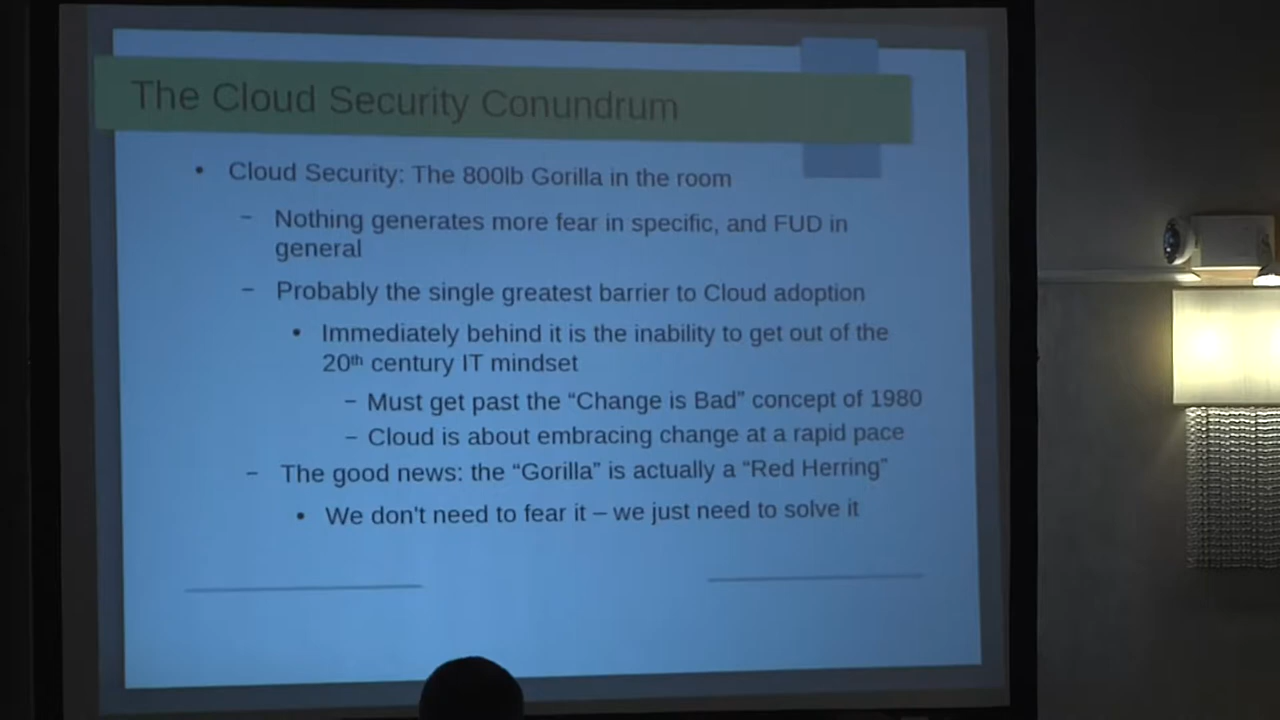 The Cloud Security Conundrum
• Cloud Security: The 800lb Gorilla in the room
– Nothing generates more fear in specific, and FUD in
general
– Probably the single greatest barrier to Cloud adoption
• Immediately behind it is the inability to get out of the
20th century IT mindset
– Must get past the “Change is Bad” concept of 1980
– Cloud is about embracing change at a rapid pace
– The good news: the “Gorilla” is actually a “Red Herring”
• We don't need to fear it – we just need to solve it